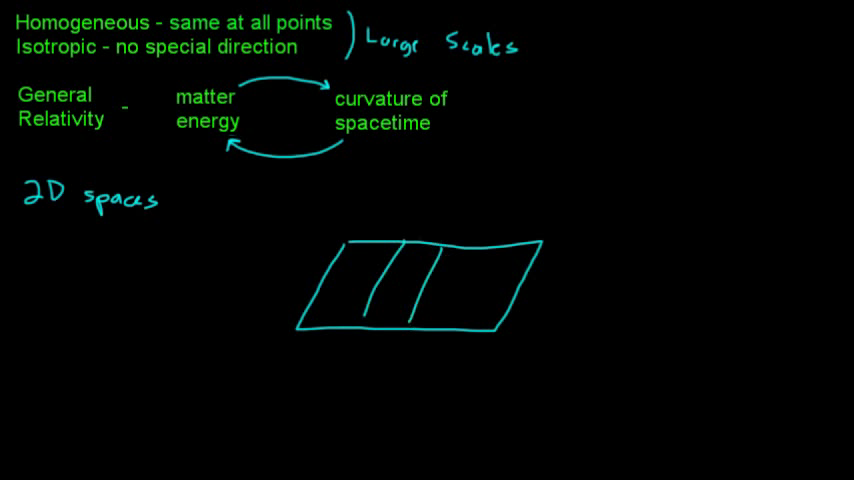 Homogeneous - same at all points
Isotropic - no special direction
Large Scales
General Relativity -
matter energy
curvature of spacetime
2D spaces